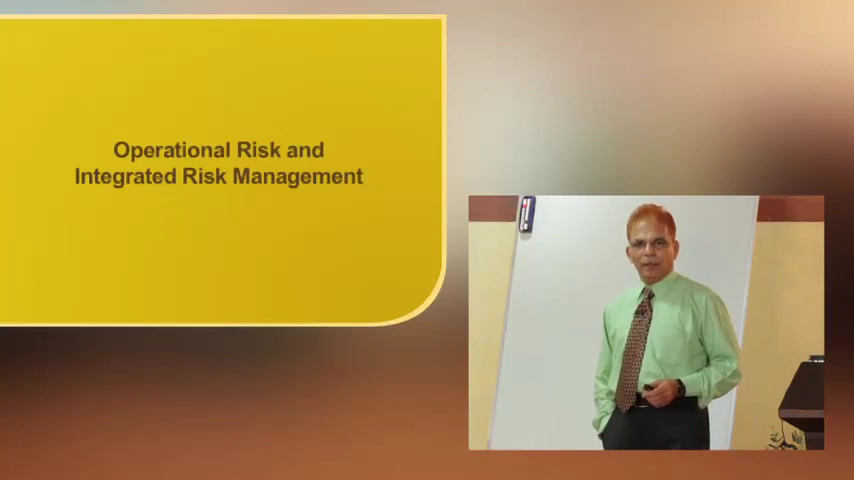 Operational Risk and
Integrated Risk Management